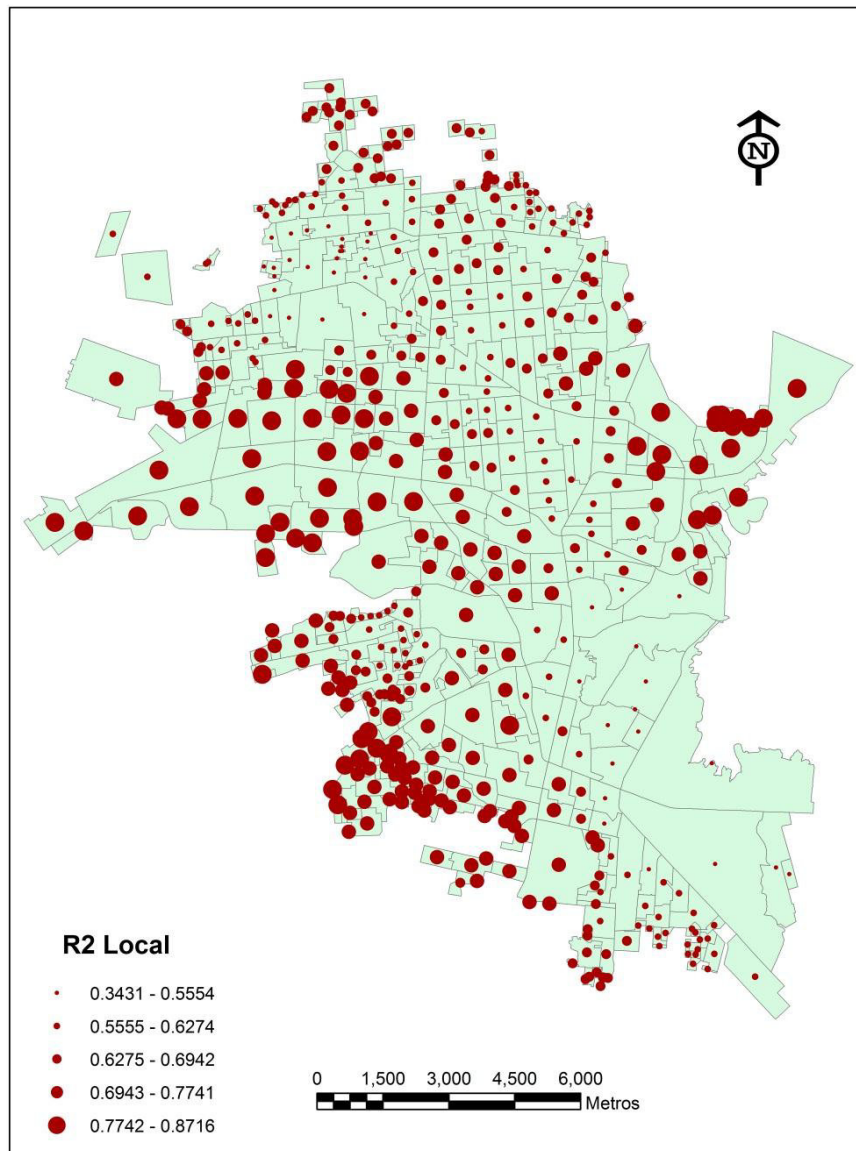 N
R2 Local
0.3431 - 0.5554
0.5555 - 0.6274
0.6275 - 0.6942
0.6943 - 0.7741
0.7742 - 0.8716
0 1,500 3,000 4,500 6,000
Metros